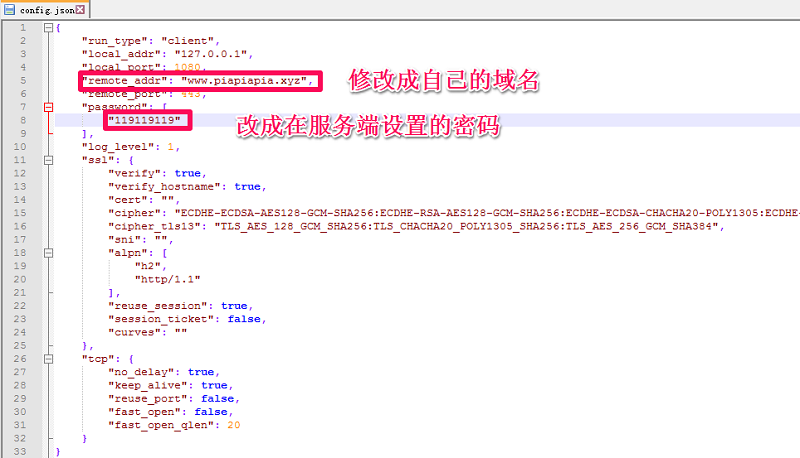 config.json
1 {
2 "run_type": "client",
3 "local_addr": "127.0.0.1",
4 "local_port": 1080,
5 "remote_addr": "www.piapiapia.xyz", 修改成自己的域名
6 "remote_port": 443,
7 "password": [
8 "119119119" 改成在服务端设置的密码
9 ],
10 "log_level": 1,
11 "ssl": {
12 "verify": true,
13 "verify_hostname": true,
14 "cert": "",
15 "cipher": "ECDHE-ECDSA-AES128-GCM-SHA256:ECDHE-RSA-AES128-GCM-SHA256:ECDHE-ECDSA-CHACHA20-POLY1305:ECDHE-
16 "cipher_tls13": "TLS_AES_128_GCM_SHA256:TLS_CHACHA20_POLY1305_SHA256:TLS_AES_256_GCM_SHA384",
17 "sni": "",
18 "alpn": [
19 "h2",
20 "http/1.1"
21 ],
22 "reuse_session": true,
23 "session_ticket": false,
24 "curves": ""
25 },
26 "tcp": {
27 "no_delay": true,
28 "keep_alive": true,
29 "reuse_port": false,
30 "fast_open": false,
31 "fast_open_qlen": 20
32 }
33 }